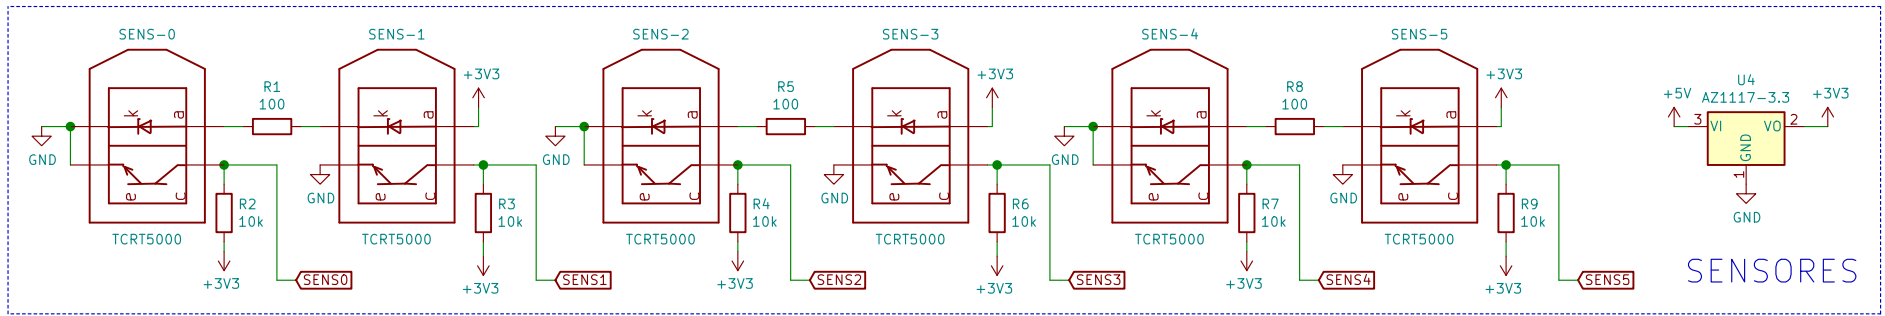 SENS-0
SENS-1
SENS-2
SENS-3
SENS-4
SENS-5
+3V3
+3V3
+3V3
U4
AZ1117-3.3
R1
100
R5
100
R8
100
+5V
+3V3
k a
k a
k a
k a
k a
k a
3 VI VO 2
GND
1
GND
GND
GND
GND
GND
GND
GND
e c
e c
e c
e c
e c
e c
R2
10k
R3
10k
R4
10k
R6
10k
R7
10k
R9
10k
TCRT5000
TCRT5000
TCRT5000
TCRT5000
TCRT5000
TCRT5000
+3V3
+3V3
+3V3
+3V3
+3V3
+3V3
SENS0
SENS1
SENS2
SENS3
SENS4
SENS5
SENSORES